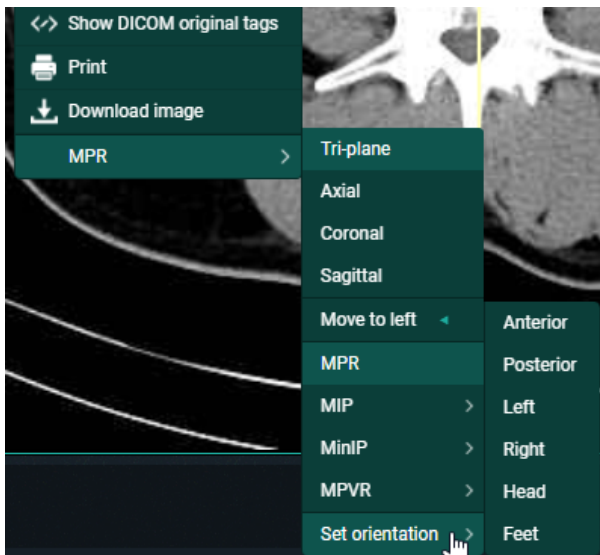 Show DICOM original tags
Print
Download image
MPR
Tri-plane
Axial
Coronal
Sagittal
Move to left
MPR
MIP
MinIP
MPVR
Set orientation
Anterior
Posterior
Left
Right
Head
Feet